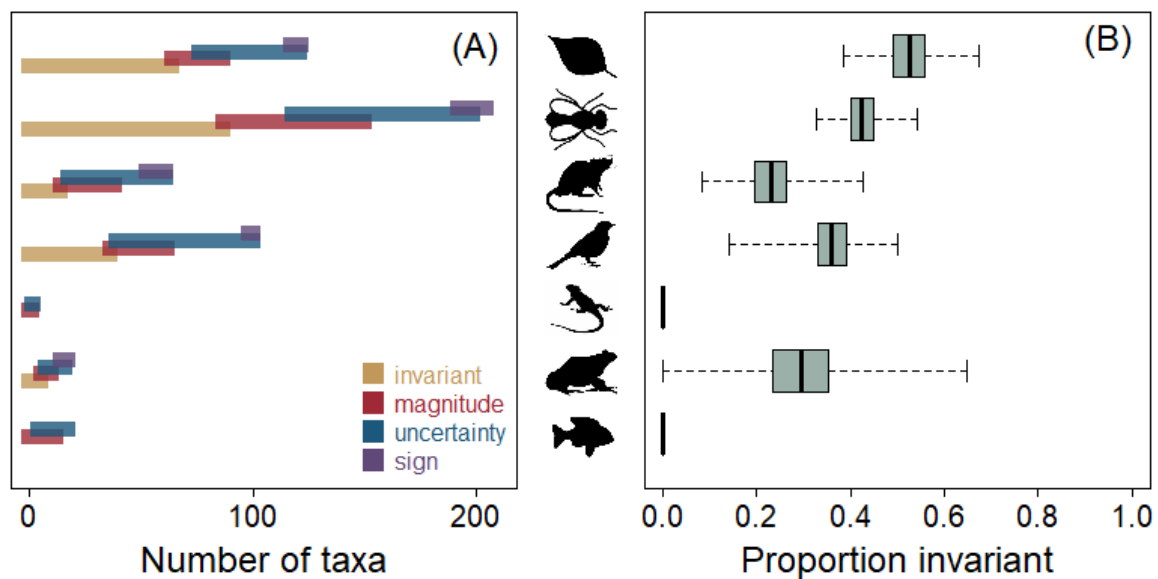 (A)
invariant
magnitude
uncertainty
sign
0 100 200
Number of taxa
(B)
0.0 0.2 0.4 0.6 0.8 1.0
Proportion invariant